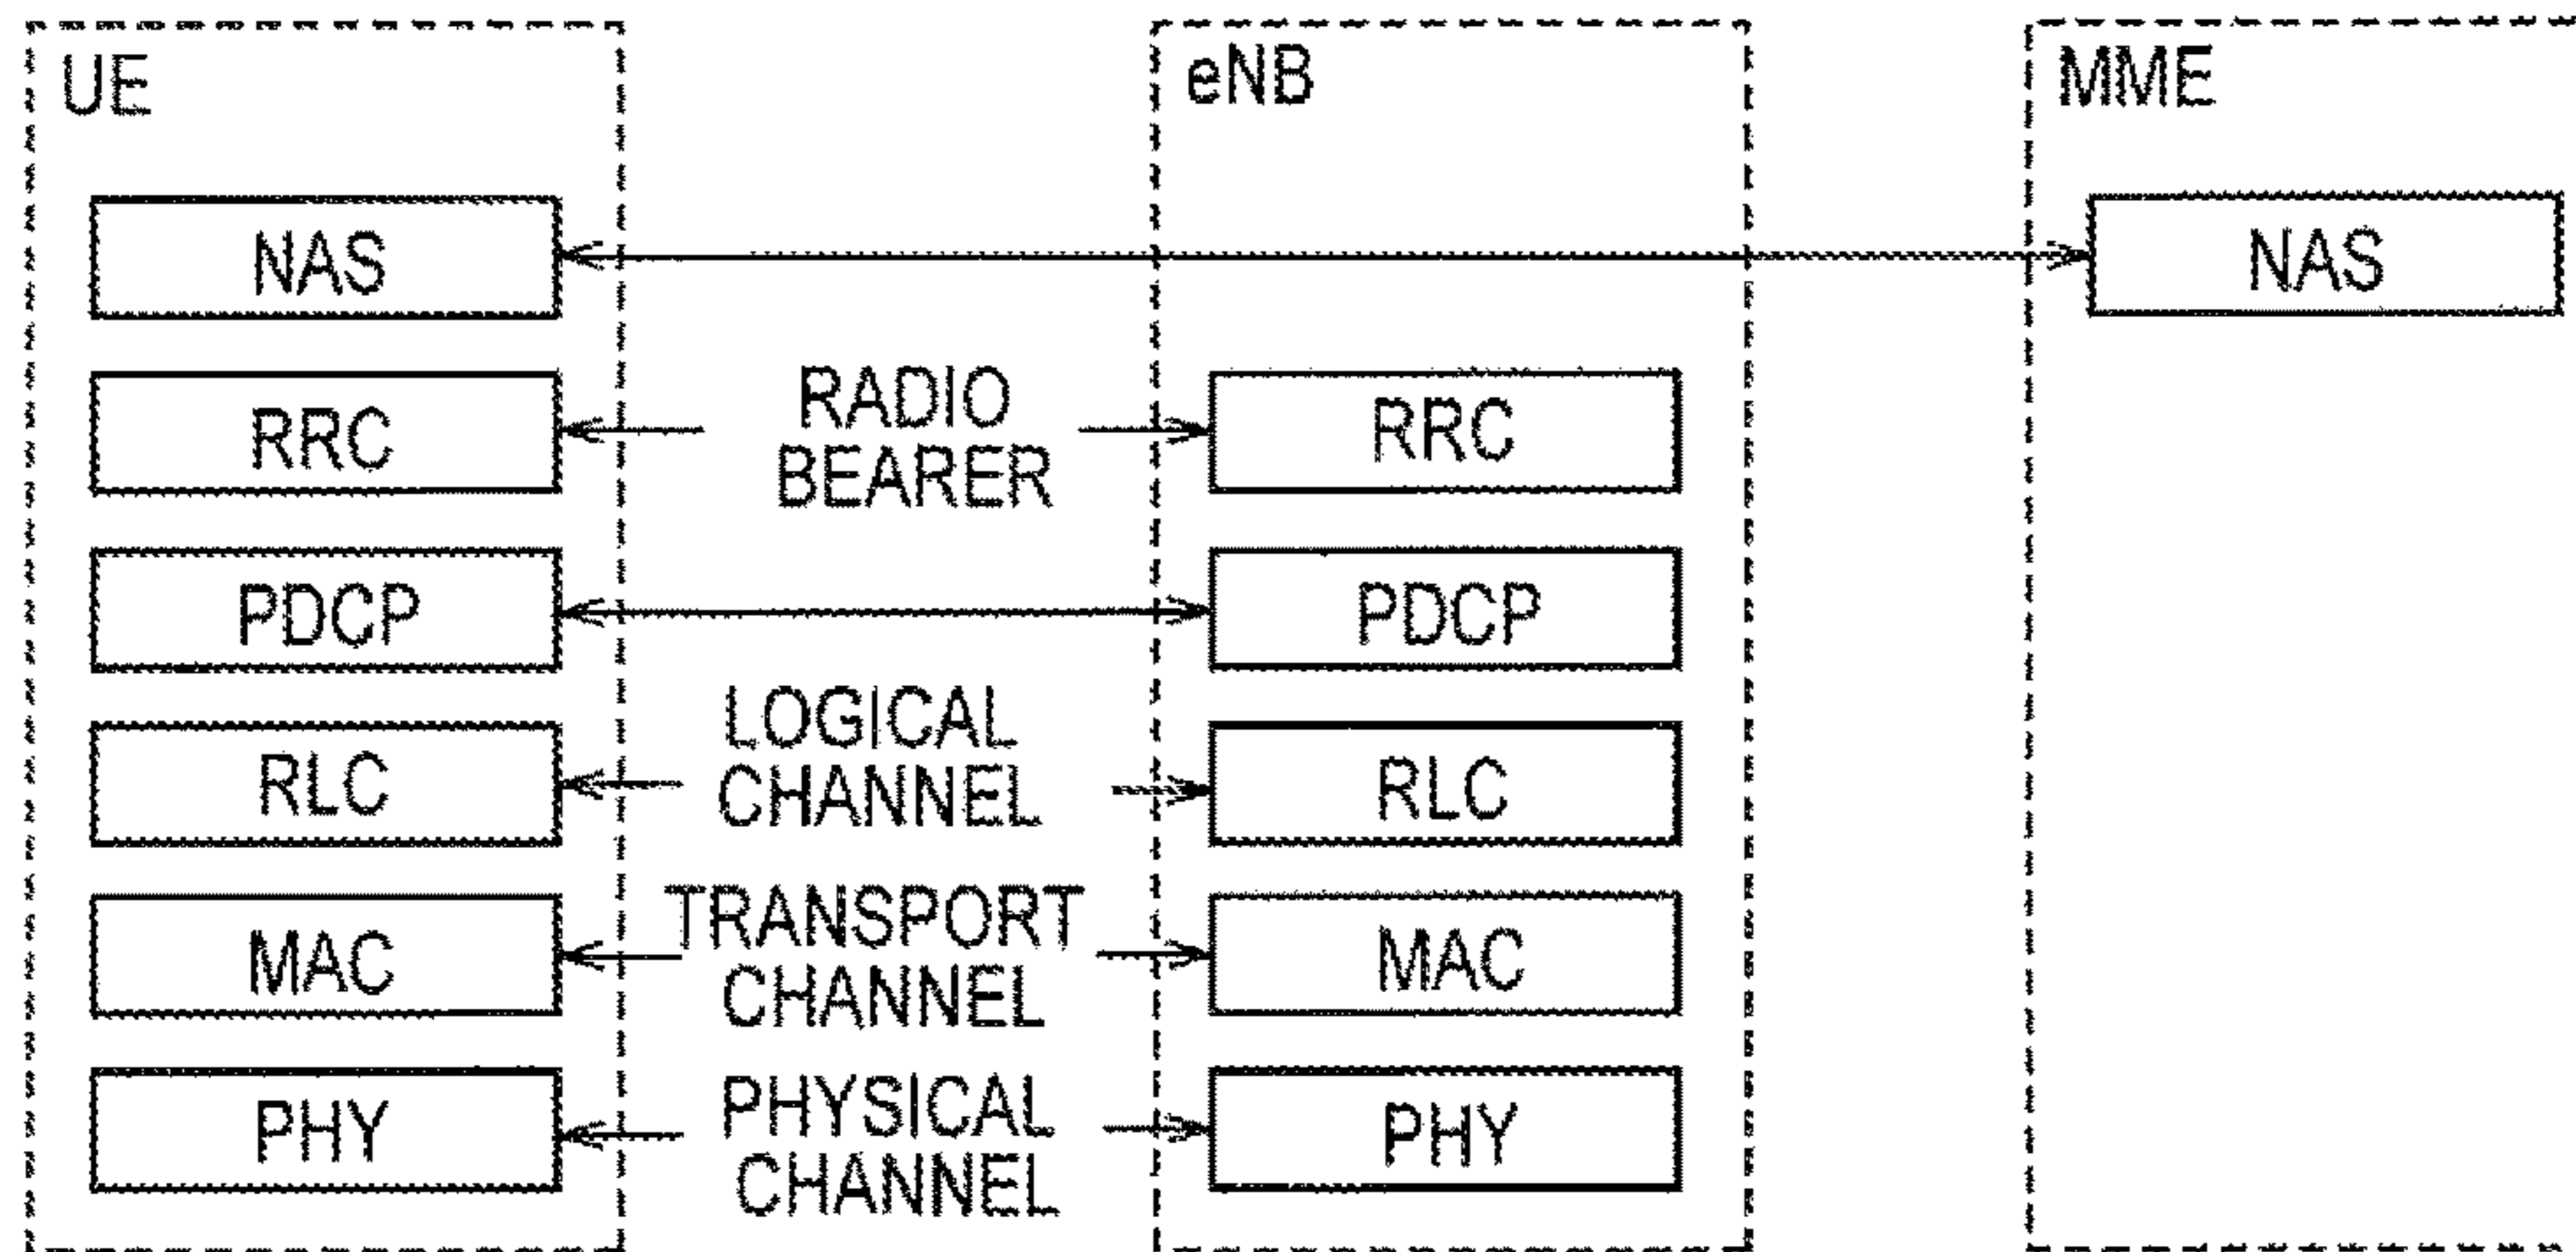 UE
eNB
MME
NAS
NAS
RRC
RADIO
BEARER
RRC
PDCP
PDCP
RLC
LOGICAL
CHANNEL
RLC
MAC
TRANSPORT
CHANNEL
MAC
PHY
PHYSICAL
CHANNEL
PHY